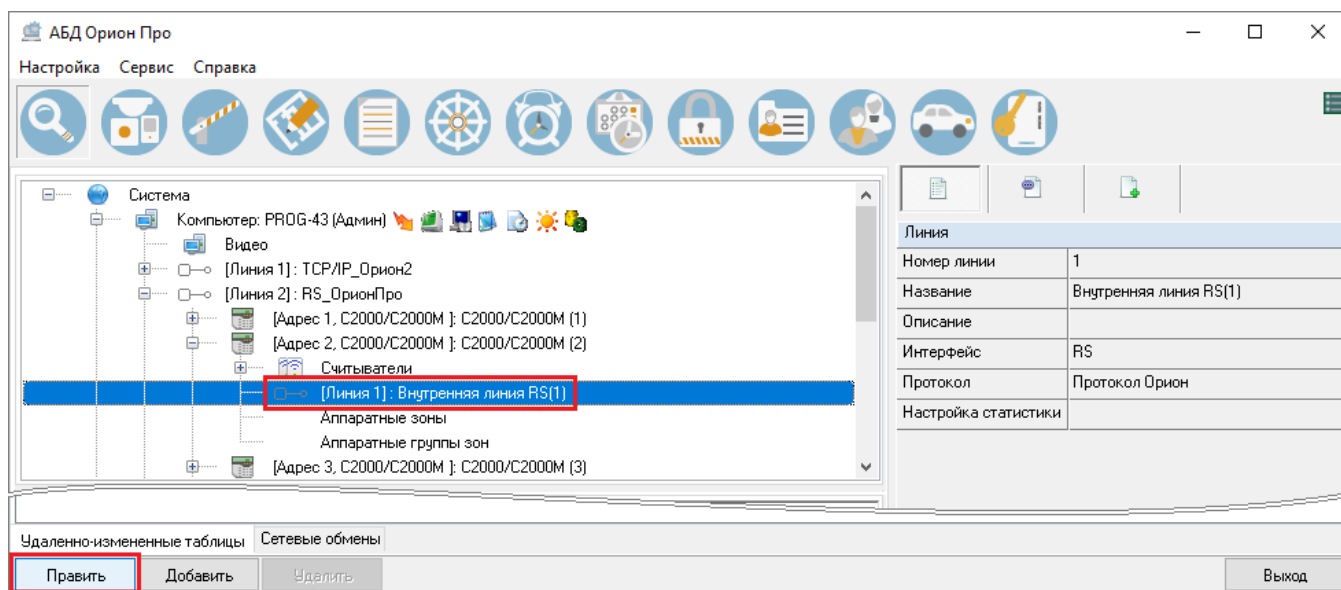 АБД Орион Про
Настройка Сервис Справка
Система
Компьютер: PROG-43 (Админ)
Видео
[Линия 1] : TCP/IP_Орион2
[Линия 2] : RS_ОрионПро
[Адрес 1, С2000/С2000М ]: С2000/С2000М (1)
[Адрес 2, С2000/С2000М ]: С2000/С2000М (2)
Считыватели
[Линия 1] : Внутренняя линия RS(1)
Аппаратные зоны
Аппаратные группы зон
[Адрес 3, С2000/С2000М ]: С2000/С2000М (3)
Линия
Номер линии 1
Название Внутренняя линия RS(1)
Описание
Интерфейс RS
Протокол Протокол Орион
Настройка статистики
Удаленно-измененные таблицы Сетевые обмены
Править Добавить Удалить Выход